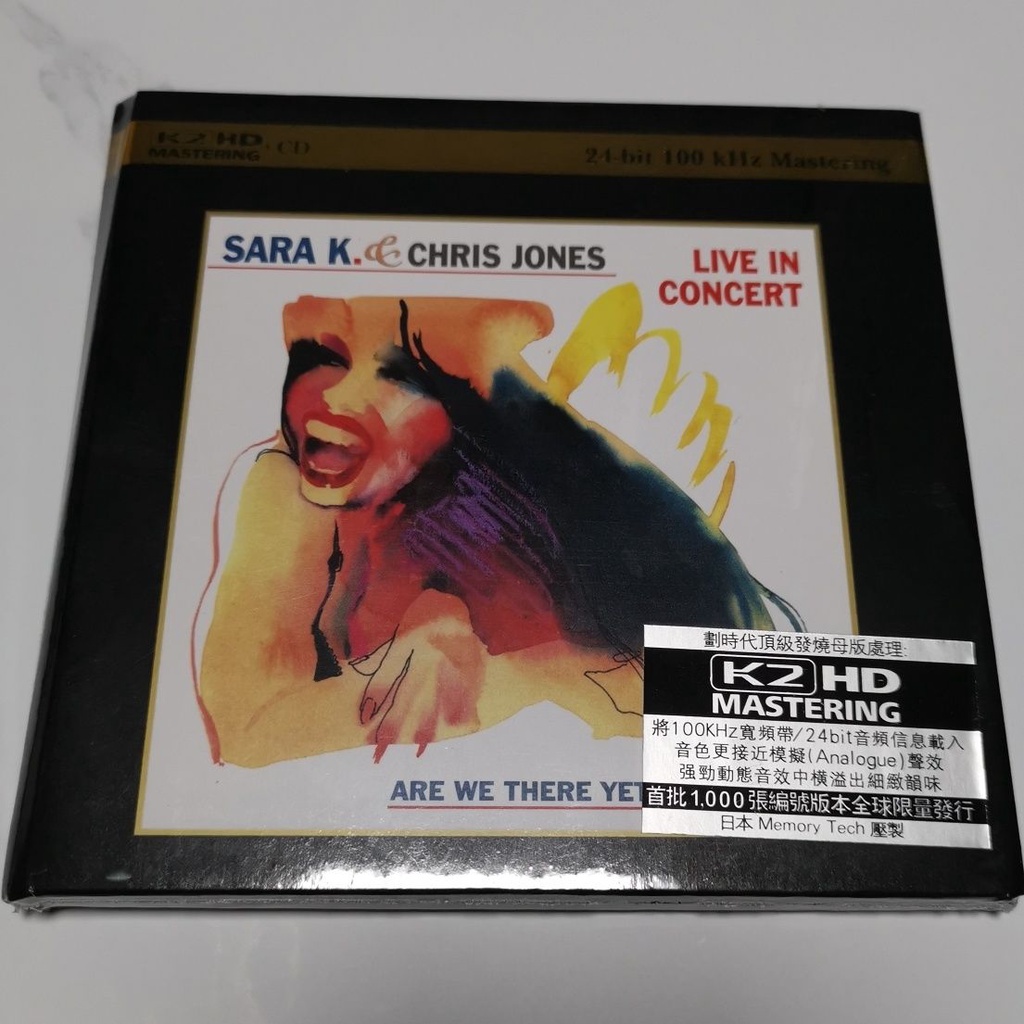 K2 HD
MASTERING · CD
24-bit 100 kHz Mastering
SARA K. & CHRIS JONES
LIVE IN
CONCERT
ARE WE THERE YET
劃時代頂級發燒母版處理:
K2 HD
MASTERING
將100KHz寬頻帶/24bit音頻信息載入
音色更接近模擬(Analogue)聲效
强勁動態音效中橫溢出細緻韻味
首批1,000張編號版本全球限量發行
日本 Memory Tech 壓製